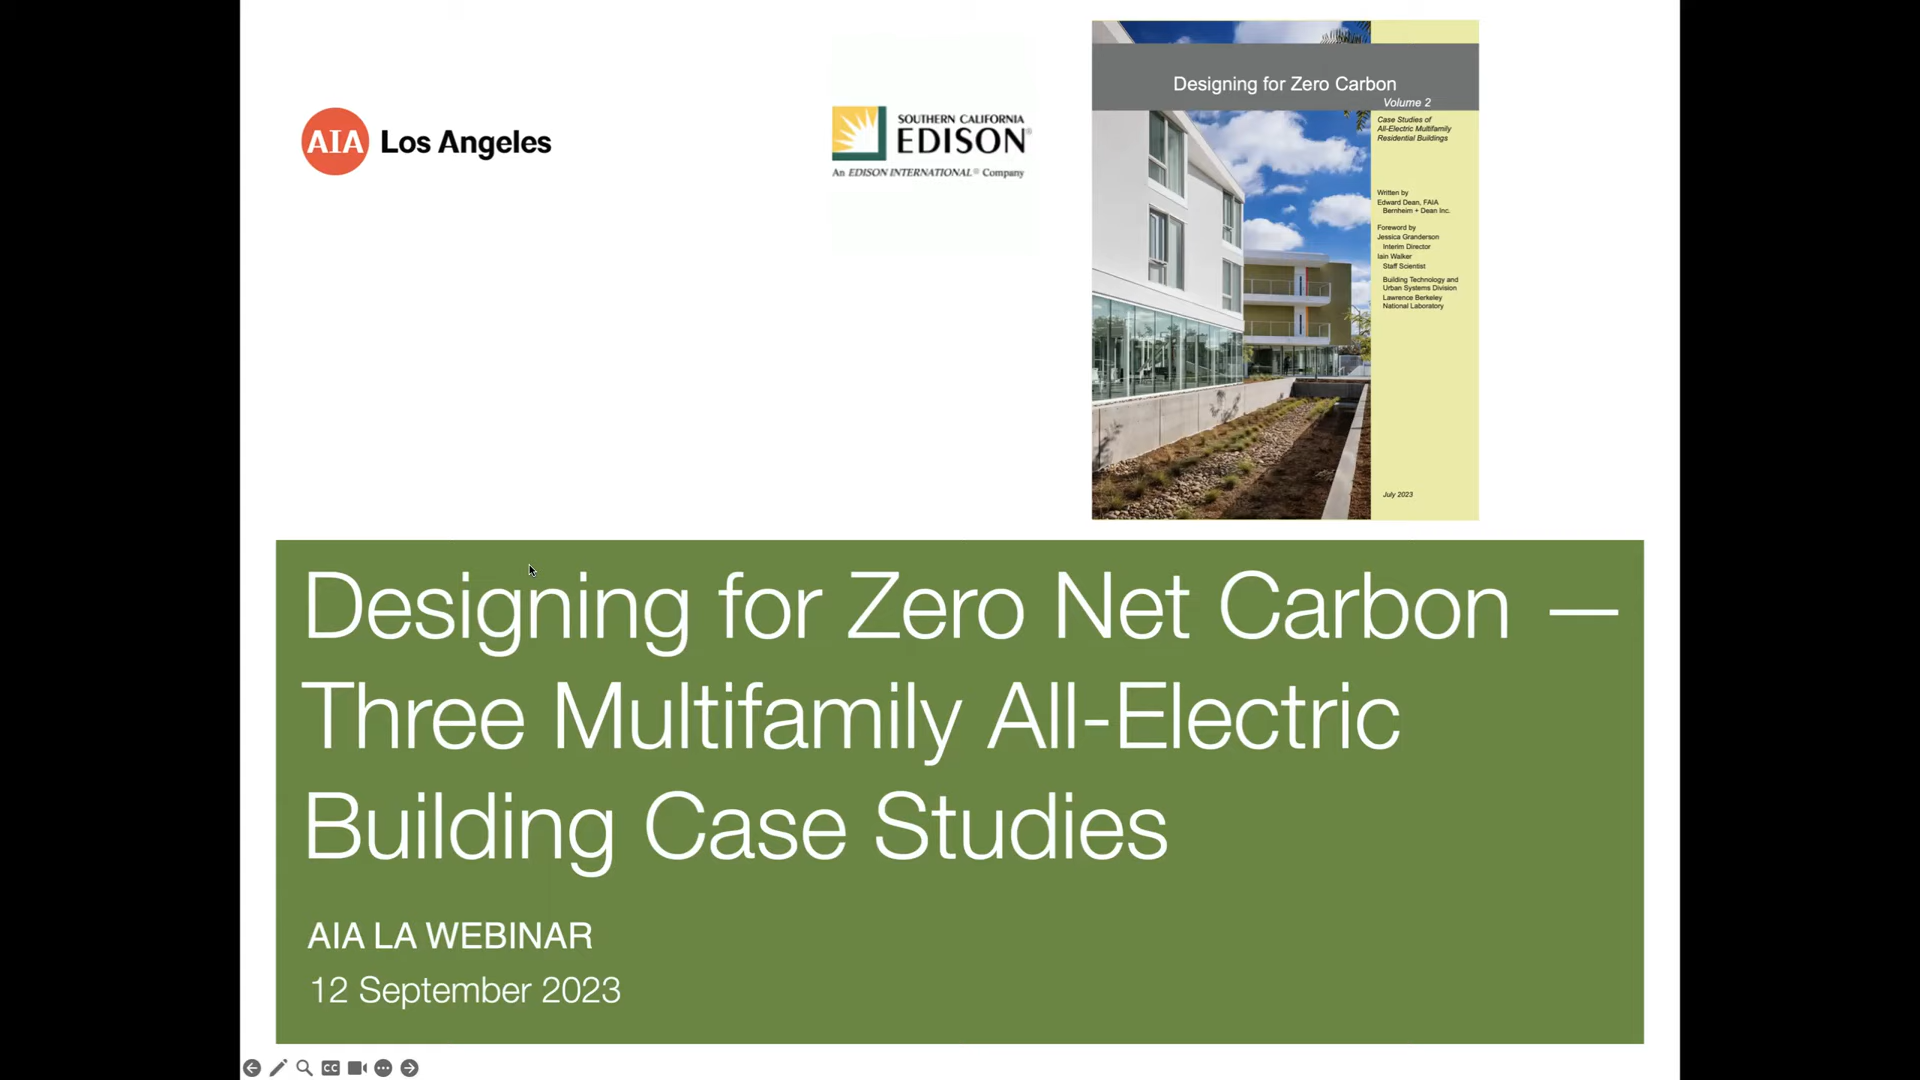 AIA Los Angeles
SOUTHERN CALIFORNIA
EDISON®
An EDISON INTERNATIONAL® Company
Designing for Zero Carbon
Volume 2
Case Studies of
All-Electric Multifamily
Residential Buildings
Written by
Edward Dean, FAIA
Bernheim + Dean Inc.
Foreword by
Jessica Granderson
Interim Director
Iain Walker
Staff Scientist
Building Technology and
Urban Systems Division
Lawrence Berkeley
National Laboratory
July 2023
Designing for Zero Net Carbon —
Three Multifamily All-Electric
Building Case Studies
AIA LA WEBINAR
12 September 2023
CC